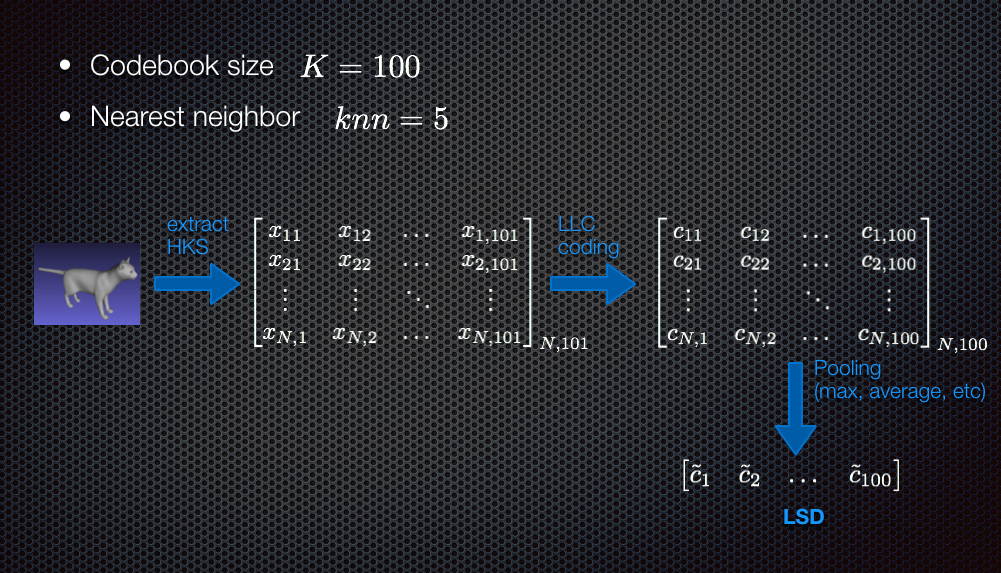 • Codebook size K = 100
• Nearest neighbor knn = 5
extract
HKS
x11 x12 … x1,101
x21 x22 … x2,101
⋮ ⋮ ⋱ ⋮
xN,1 xN,2 … xN,101
N,101
LLC
coding
c11 c12 … c1,100
c21 c22 … c2,100
⋮ ⋮ ⋱ ⋮
cN,1 cN,2 … cN,100
N,100
Pooling
(max, average, etc)
[c̃1 c̃2 … c̃100]
LSD